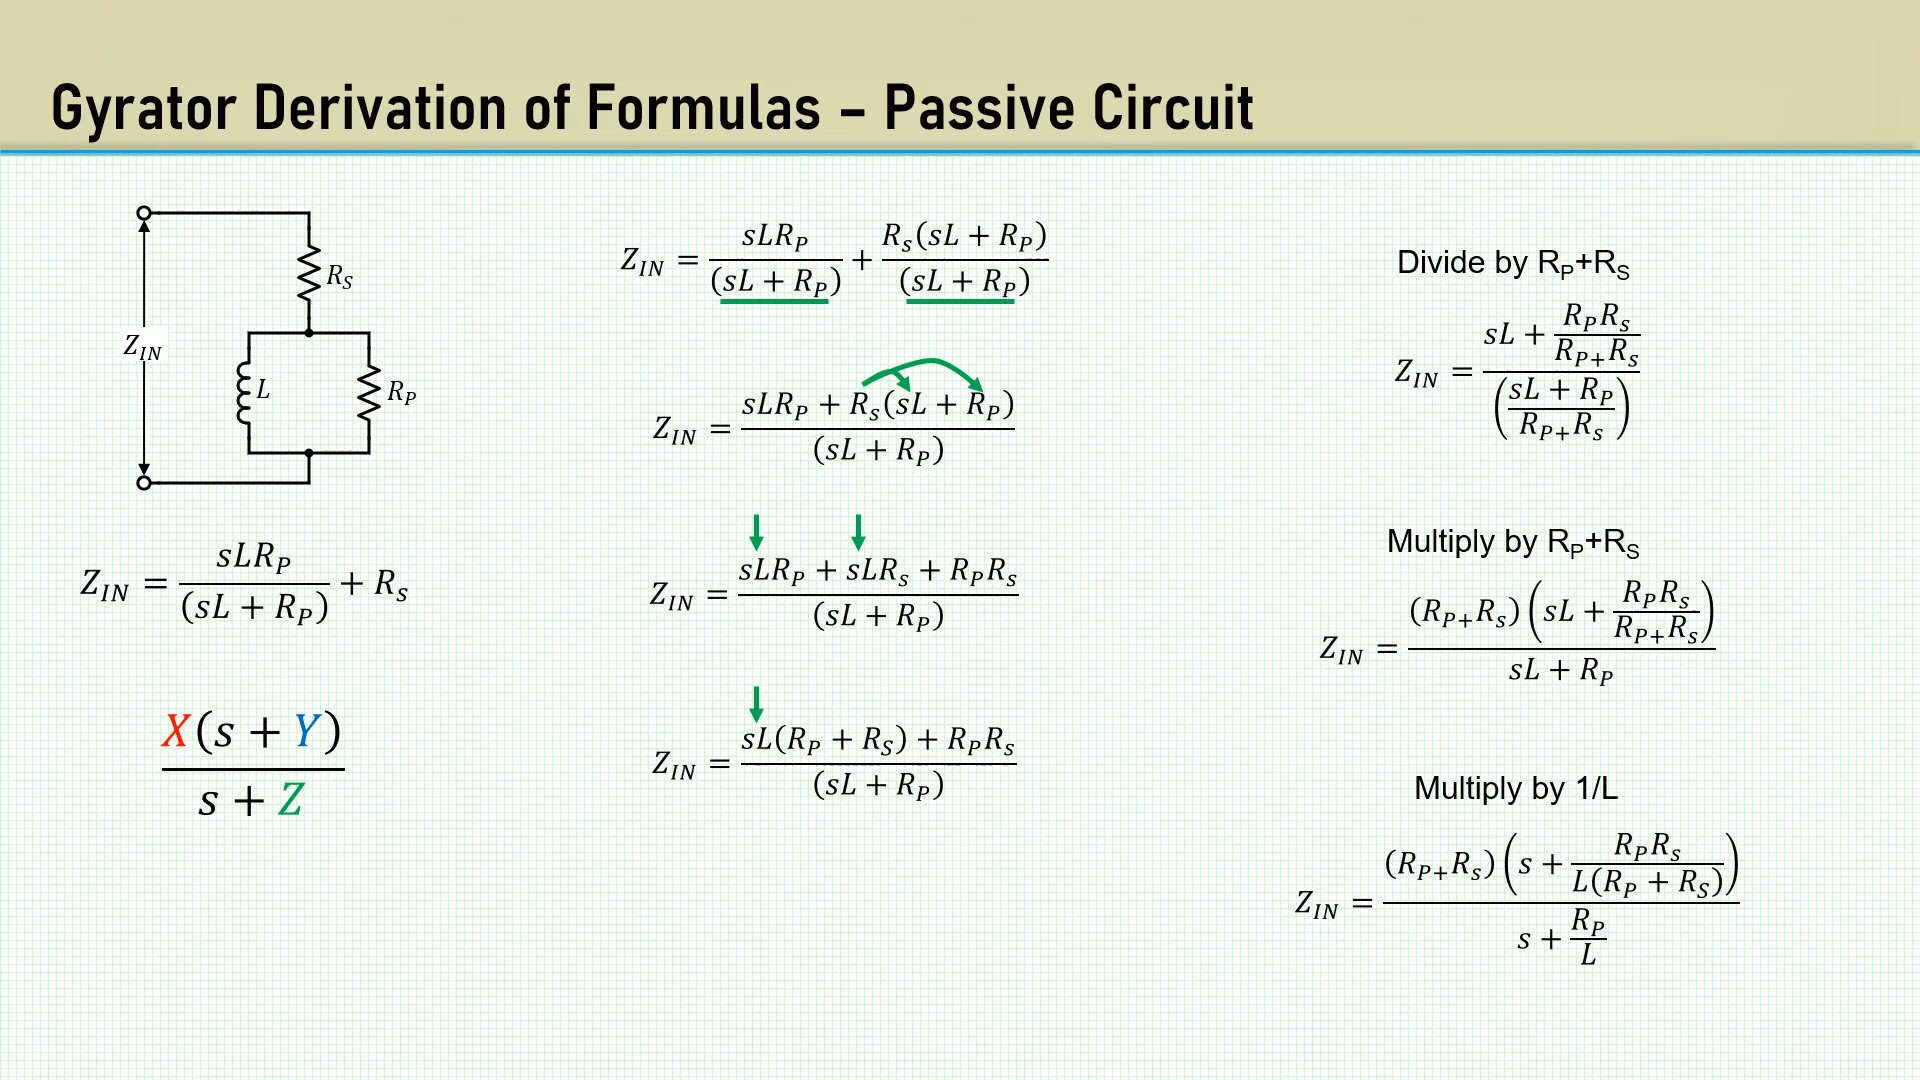 Gyrator Derivation of Formulas – Passive Circuit
R_S
Z_IN
L
R_P
Z_IN = sLR_P/(sL + R_P) + R_s
X(s + Y)/(s + Z)
Z_IN = sLR_P/(sL + R_P) + R_s(sL + R_P)/(sL + R_P)
Z_IN = (sLR_P + R_s(sL + R_P))/(sL + R_P)
Z_IN = (sLR_P + sLR_s + R_PR_s)/(sL + R_P)
Z_IN = (sL(R_P + R_S) + R_PR_s)/(sL + R_P)
Divide by R_P+R_S
Z_IN = (sL + R_PR_s/(R_P+R_s))/((sL + R_P)/(R_P+R_s))
Multiply by R_P+R_S
Z_IN = (R_P+R_s)(sL + R_PR_s/(R_P+R_s))/(sL + R_P)
Multiply by 1/L
Z_IN = (R_P+R_s)(s + R_PR_s/(L(R_P + R_S)))/(s + R_P/L)